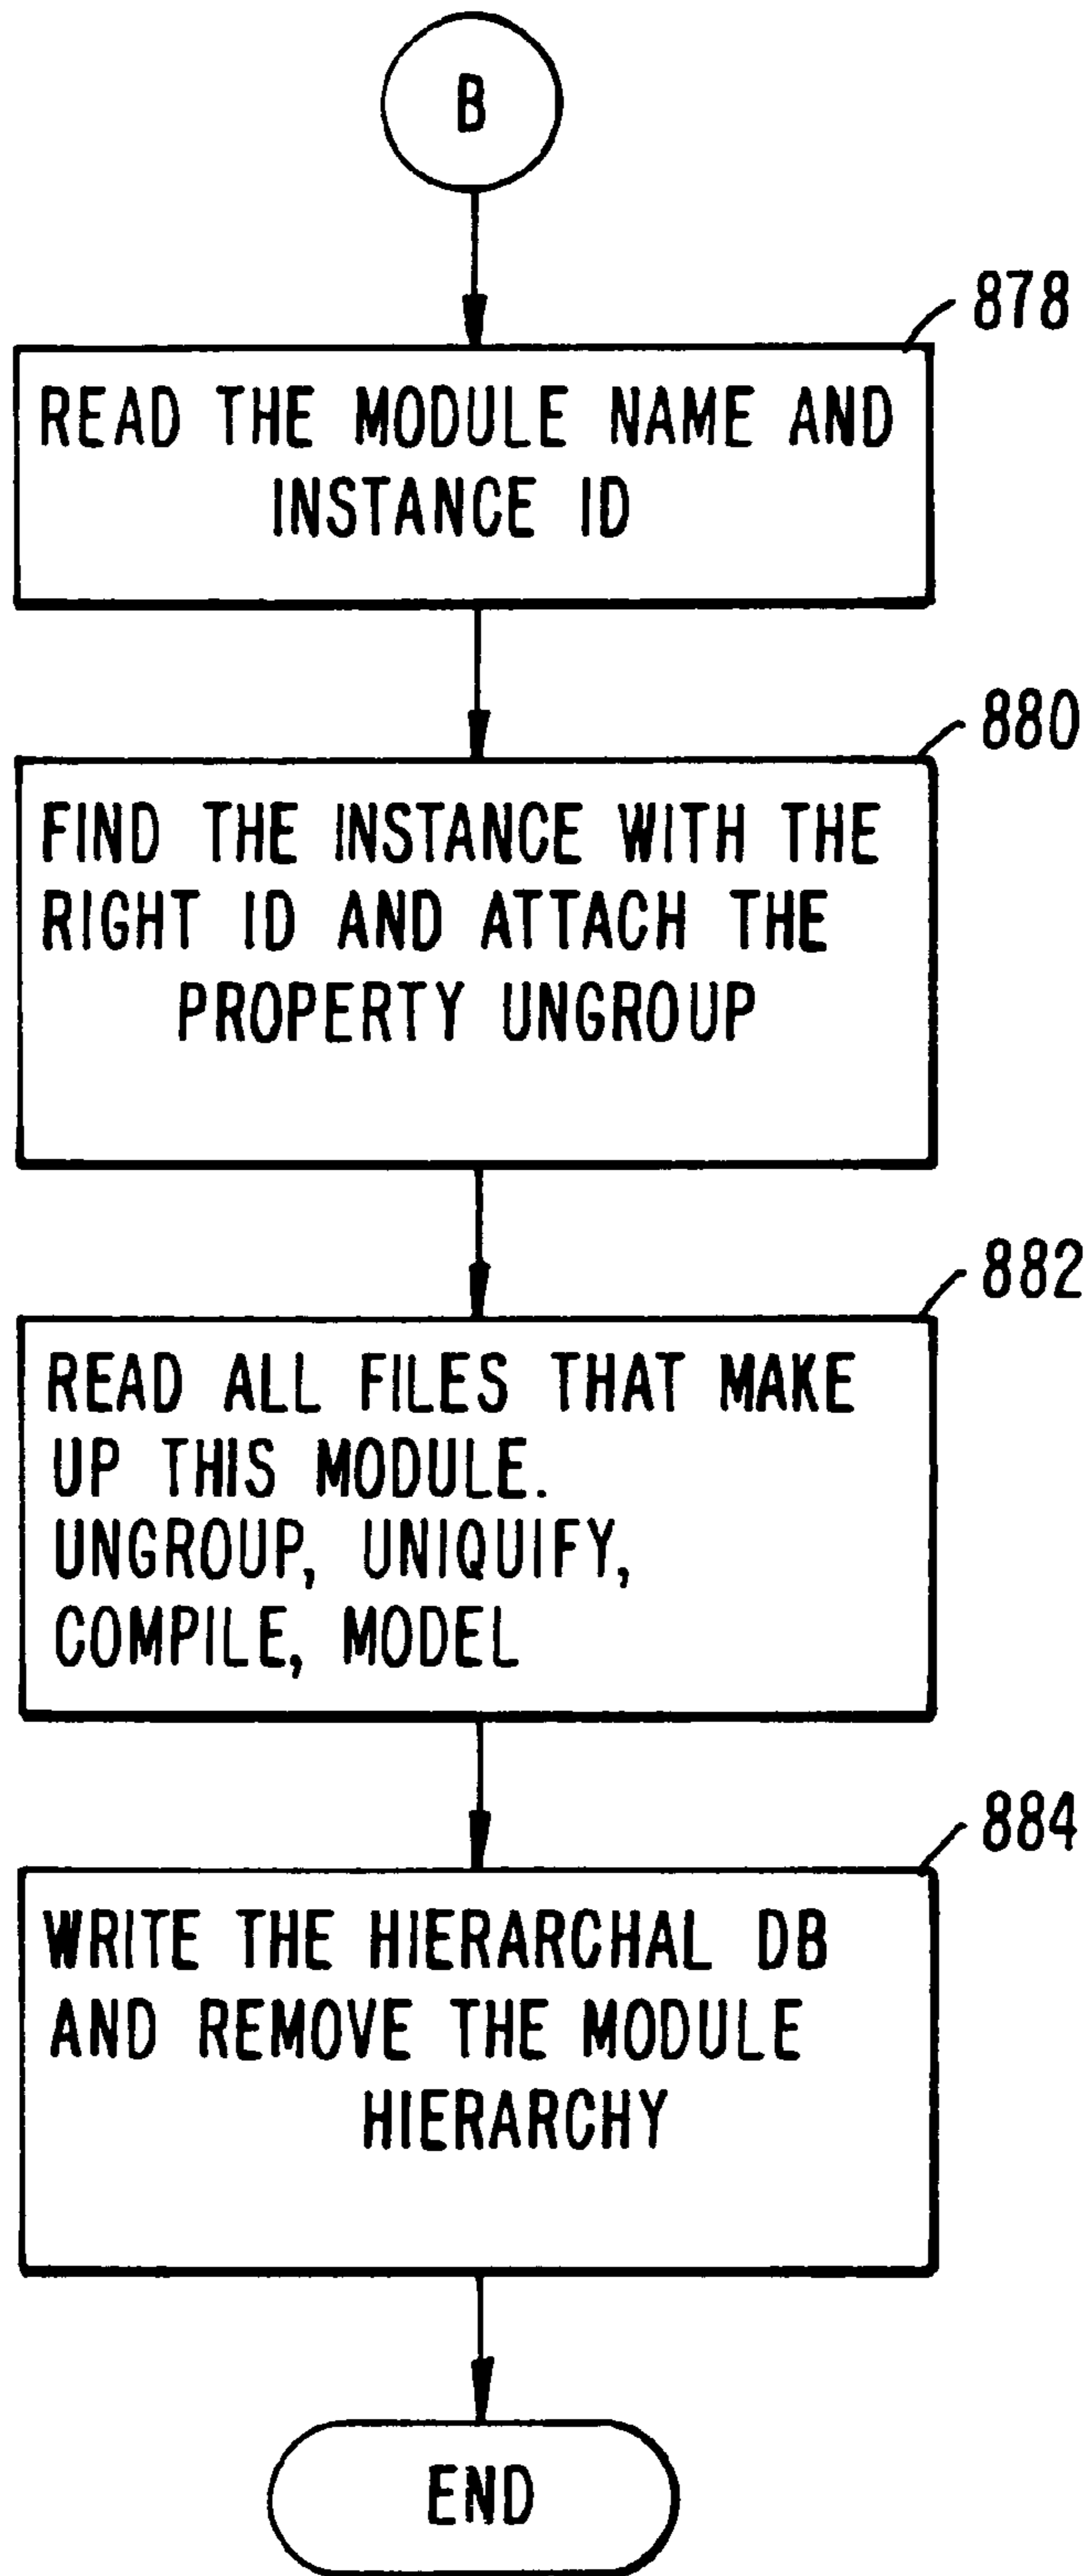 B
878
READ THE MODULE NAME AND
INSTANCE ID
880
FIND THE INSTANCE WITH THE
RIGHT ID AND ATTACH THE
PROPERTY UNGROUP
882
READ ALL FILES THAT MAKE
UP THIS MODULE.
UNGROUP, UNIQUIFY,
COMPILE, MODEL
884
WRITE THE HIERARCHAL DB
AND REMOVE THE MODULE
HIERARCHY
END